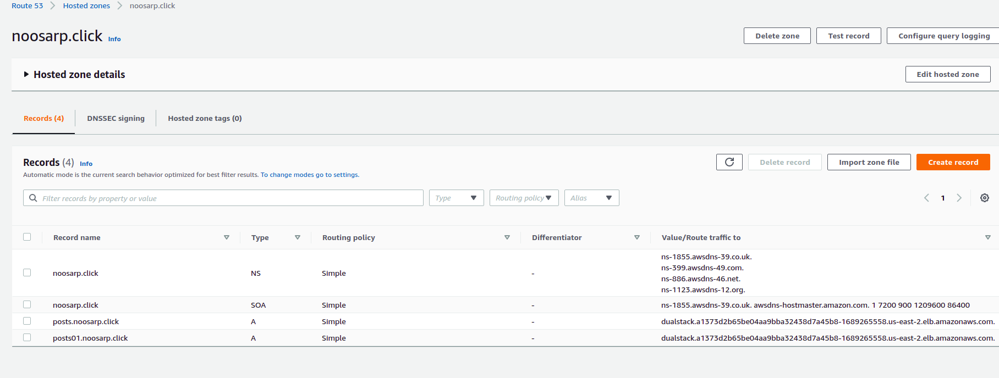 Route 53 > Hosted zones > noosarp.click
noosarp.click Info
Delete zone Test record Configure query logging
Hosted zone details
Edit hosted zone
Records (4) DNSSEC signing Hosted zone tags (0)
Records (4) Info
Delete record Import zone file Create record
Automatic mode is the current search behavior optimized for best filter results. To change modes go to settings.
Filter records by property or value Type Routing policy Alias 1
Record name Type Routing policy Differentiator Value/Route traffic to
noosarp.click NS Simple - ns-1855.awsdns-39.co.uk.
ns-399.awsdns-49.com.
ns-886.awsdns-46.net.
ns-1123.awsdns-12.org.
noosarp.click SOA Simple - ns-1855.awsdns-39.co.uk. awsdns-hostmaster.amazon.com. 1 7200 900 1209600 86400
posts.noosarp.click A Simple - dualstack.a1373d2b65be04aa9bba32438d7a45b8-1689265558.us-east-2.elb.amazonaws.com.
posts01.noosarp.click A Simple - dualstack.a1373d2b65be04aa9bba32438d7a45b8-1689265558.us-east-2.elb.amazonaws.com.